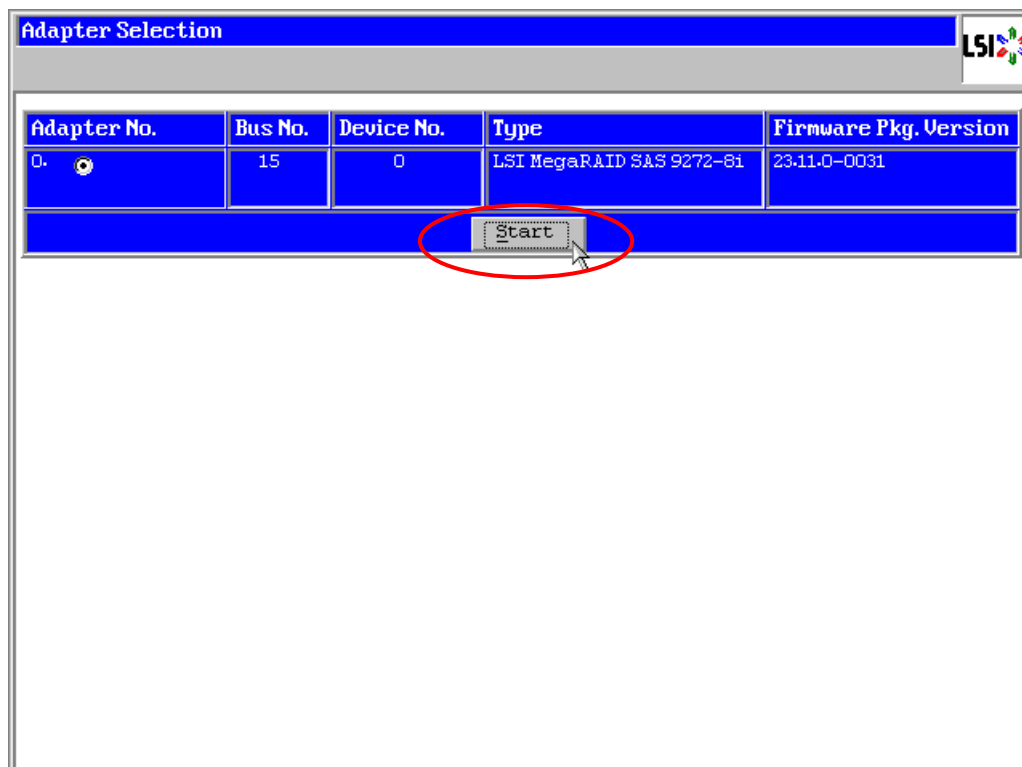 Adapter Selection
LSI
Adapter No. Bus No. Device No. Type Firmware Pkg. Version
0. 15 0 LSI MegaRAID SAS 9272-8i 23.11.0-0031
Start